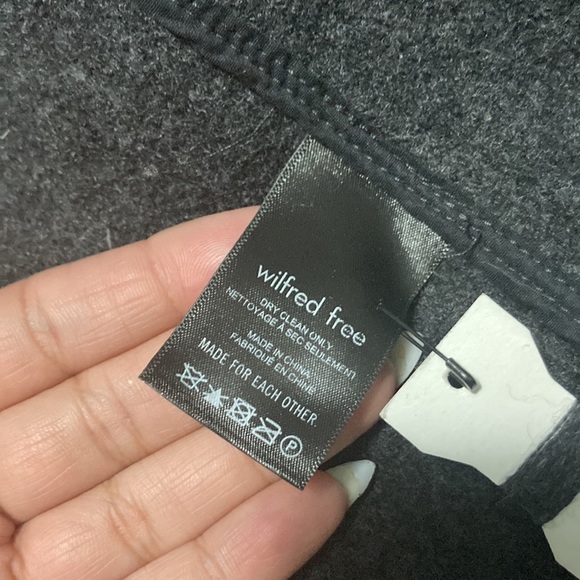 wilfred free
DRY CLEAN ONLY
NETTOYAGE À SEC SEULEMENT
MADE IN CHINA
FABRIQUÉ EN CHINE
MADE FOR EACH OTHER.
P